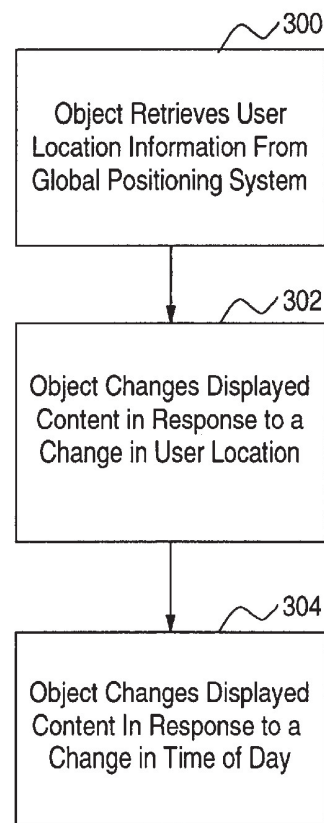 300
Object Retrieves User
Location Information From
Global Positioning System
302
Object Changes Displayed
Content in Response to a
Change in User Location
304
Object Changes Displayed
Content In Response to a
Change in Time of Day